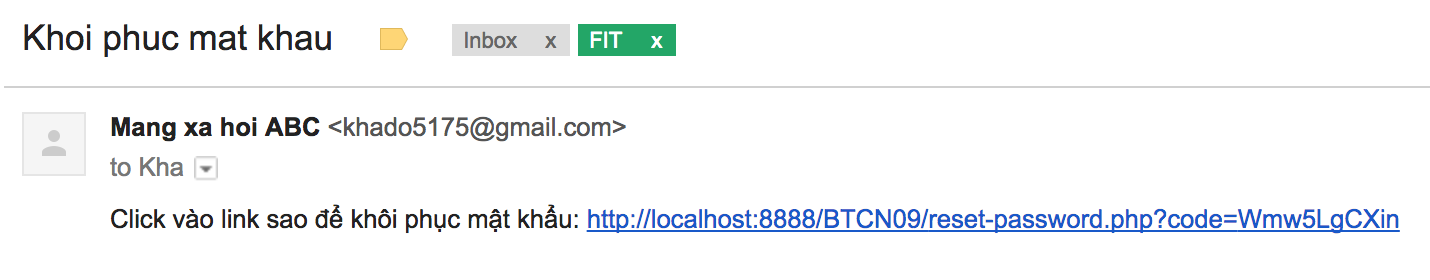 Khoi phuc mat khau Inbox x FIT x
Mang xa hoi ABC <khado5175@gmail.com>
to Kha
Click vào link sao để khôi phục mật khẩu: http://localhost:8888/BTCN09/reset-password.php?code=Wmw5LgCXin